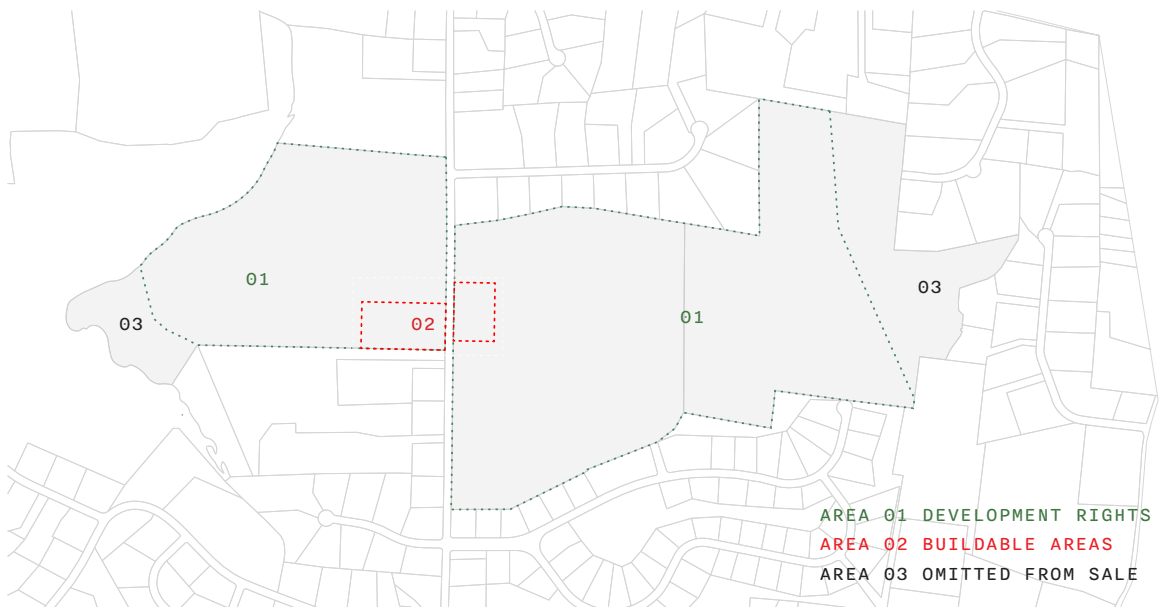 01
03
02
01
03
AREA 01 DEVELOPMENT RIGHTS
AREA 02 BUILDABLE AREAS
AREA 03 OMITTED FROM SALE